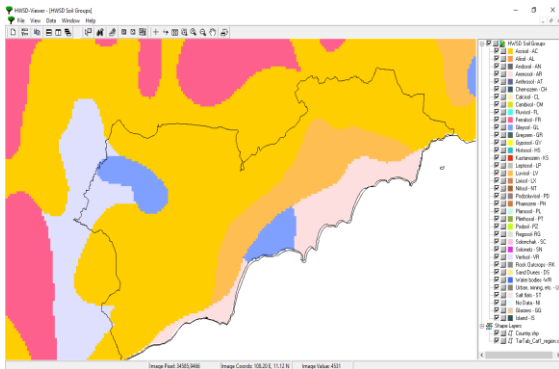 HWSD-Viewer - [HWSD Soil Groups]
File View Data Window Help
HWSD Soil Groups
Acrisol - AC
Alisol - AL
Andosol - AN
Arenosol - AR
Anthrosol - AT
Chernozem - CH
Calcisol - CL
Cambisol - CM
Fluvisol - FL
Ferralsol - FR
Gleysol - GL
Greyzem - GR
Gypsisol - GY
Histosol - HS
Kastanozem - KS
Leptosol - LP
Luvisol - LV
Lixisol - LX
Nitisol - NT
Podzoluvisol - PD
Phaeozem - PH
Planosol - PL
Plinthosol - PT
Podzol - PZ
Regosol - RG
Solonchak - SC
Solonetz - SN
Vertisol - VR
Rock Outcrops - RK
Sand Dunes - DS
Water bodies - WR
Urban, mining, etc. - U
Salt flats - ST
No Data - NI
Glaciers - GG
Island - IS
Shape Layers
Country.shp
Image Pixel: 34585,9466
Image Coords: 108.20 E, 11.12 N
Image Value: 4531